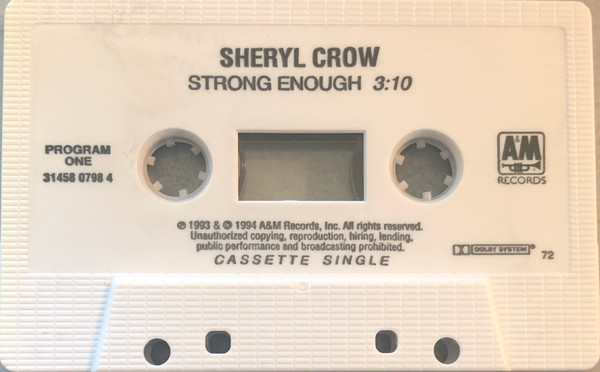 SHERYL CROW
STRONG ENOUGH 3:10
PROGRAM
ONE
31458 0798 4
A&M
RECORDS
℗ 1993 & © 1994 A&M Records, Inc. All rights reserved.
Unauthorized copying, reproduction, hiring, lending,
public performance and broadcasting prohibited.
CASSETTE SINGLE
DOLBY SYSTEM®
72